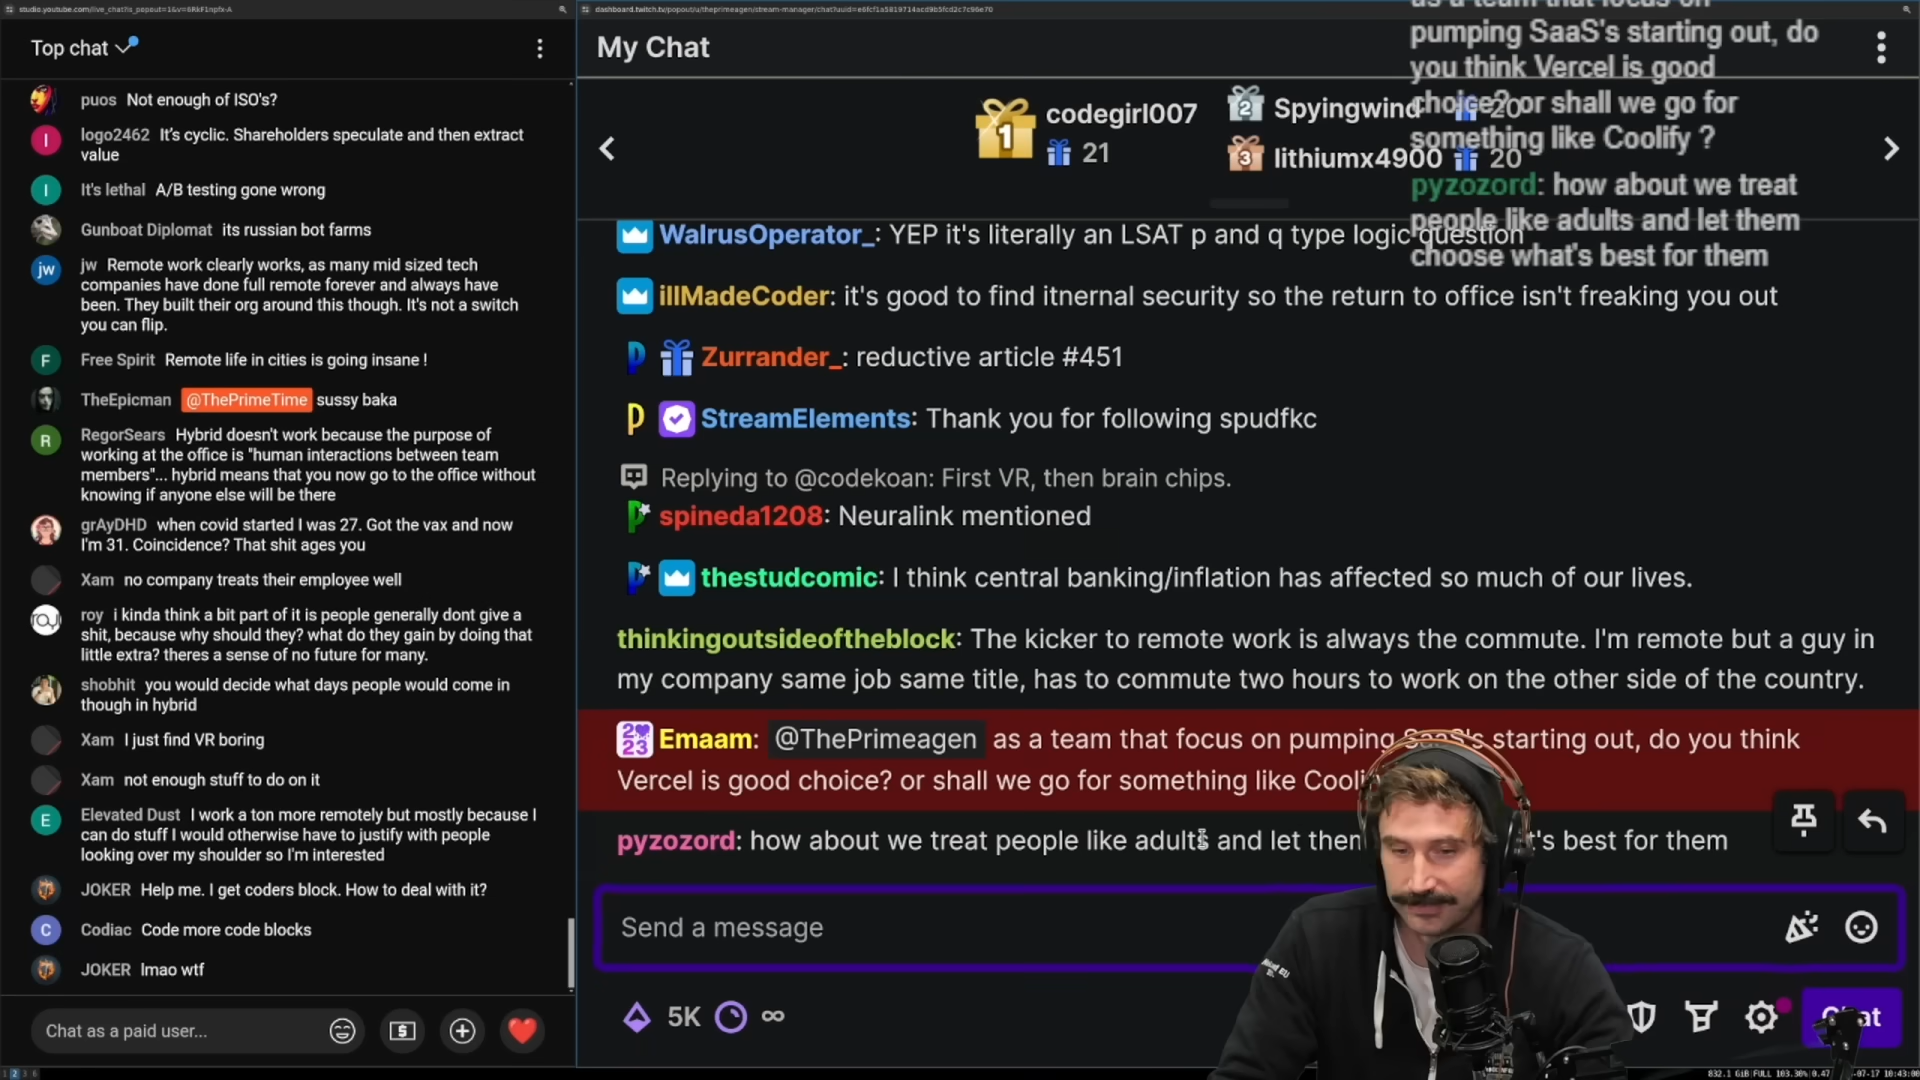 studio.youtube.com/live_chat?is_popout=1&v=6RkF1npfx-A
Top chat
puos Not enough of ISO's?
logo2462 It's cyclic. Shareholders speculate and then extract
value
It's lethal A/B testing gone wrong
Gunboat Diplomat its russian bot farms
jw Remote work clearly works, as many mid sized tech
companies have done full remote forever and always have
been. They built their org around this though. It's not a switch
you can flip.
Free Spirit Remote life in cities is going insane !
TheEpicman @ThePrimeTime sussy baka
RegorSears Hybrid doesn't work because the purpose of
working at the office is "human interactions between team
members"... hybrid means that you now go to the office without
knowing if anyone else will be there
grAyDHD when covid started I was 27. Got the vax and now
I'm 31. Coincidence? That shit ages you
Xam no company treats their employee well
roy i kinda think a bit part of it is people generally dont give a
shit, because why should they? what do they gain by doing that
little extra? theres a sense of no future for many.
shobhit you would decide what days people would come in
though in hybrid
Xam I just find VR boring
Xam not enough stuff to do on it
Elevated Dust I work a ton more remotely but mostly because I
can do stuff I would otherwise have to justify with people
looking over my shoulder so I'm interested
JOKER Help me. I get coders block. How to deal with it?
Codiac Code more code blocks
JOKER lmao wtf
Chat as a paid user...
My Chat
1 codegirl007
21
2 Spyingwind 20
3 lithiumx4900 20
as a team that focus on
pumping SaaS's starting out, do
you think Vercel is good
choice? or shall we go for
something like Coolify ?
pyzozord: how about we treat
people like adults and let them
choose what's best for them
WalrusOperator_: YEP it's literally an LSAT p and q type logic question
illMadeCoder: it's good to find itnernal security so the return to office isn't freaking you out
Zurrander_: reductive article #451
StreamElements: Thank you for following spudfkc
Replying to @codekoan: First VR, then brain chips.
spineda1208: Neuralink mentioned
thestudcomic: I think central banking/inflation has affected so much of our lives.
thinkingoutsideoftheblock: The kicker to remote work is always the commute. I'm remote but a guy in
my company same job same title, has to commute two hours to work on the other side of the country.
Emaam: @ThePrimeagen as a team that focus on pumping SaaS's starting out, do you think
Vercel is good choice? or shall we go for something like Cooli
pyzozord: how about we treat people like adults and let then 's best for them
Send a message
5K ∞
Chat